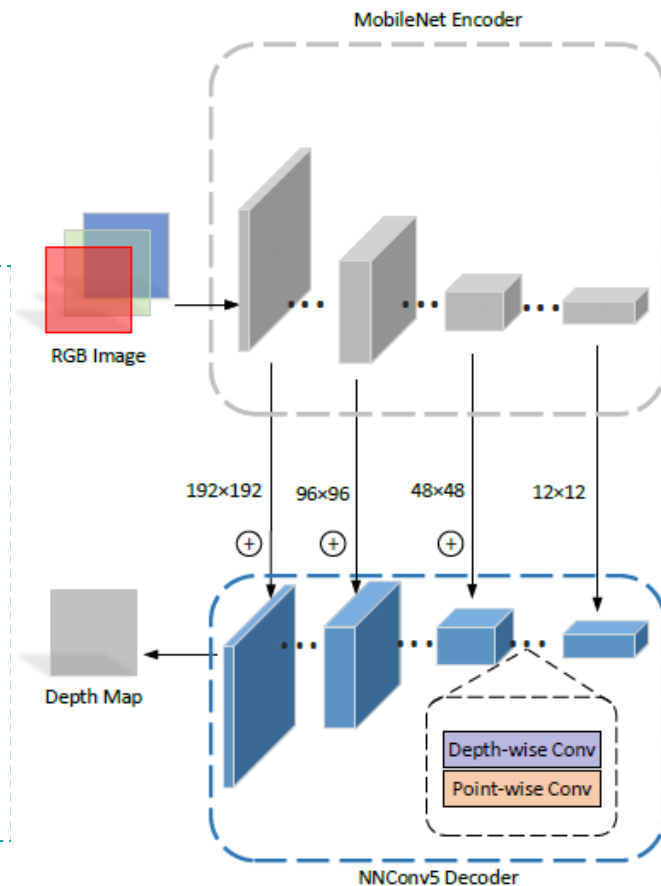 MobileNet Encoder
RGB Image
192×192
96×96
48×48
12×12
+
+
+
Depth Map
Depth-wise Conv
Point-wise Conv
NNConv5 Decoder